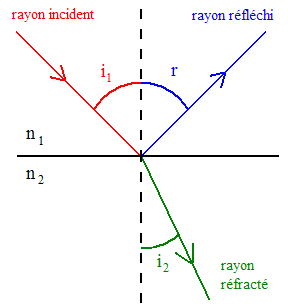 rayon incident
rayon réfléchi
i1
r
n1
n2
i2
rayon
réfracté